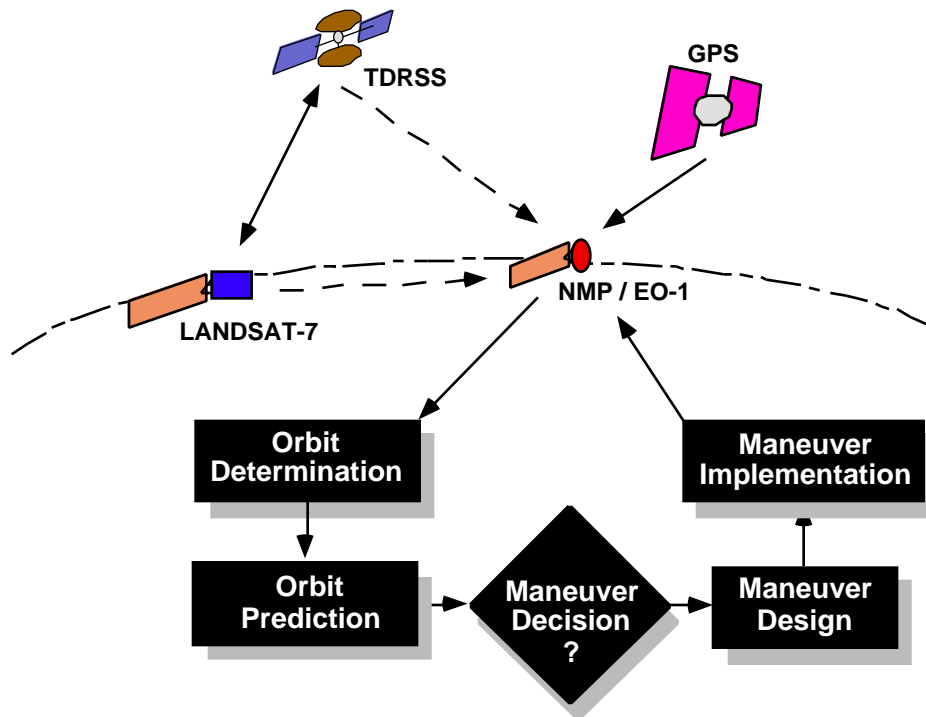 GPS
TDRSS
NMP / EO-1
LANDSAT-7
Orbit
Determination
Maneuver
Implementation
Orbit
Prediction
Maneuver
Decision
?
Maneuver
Design